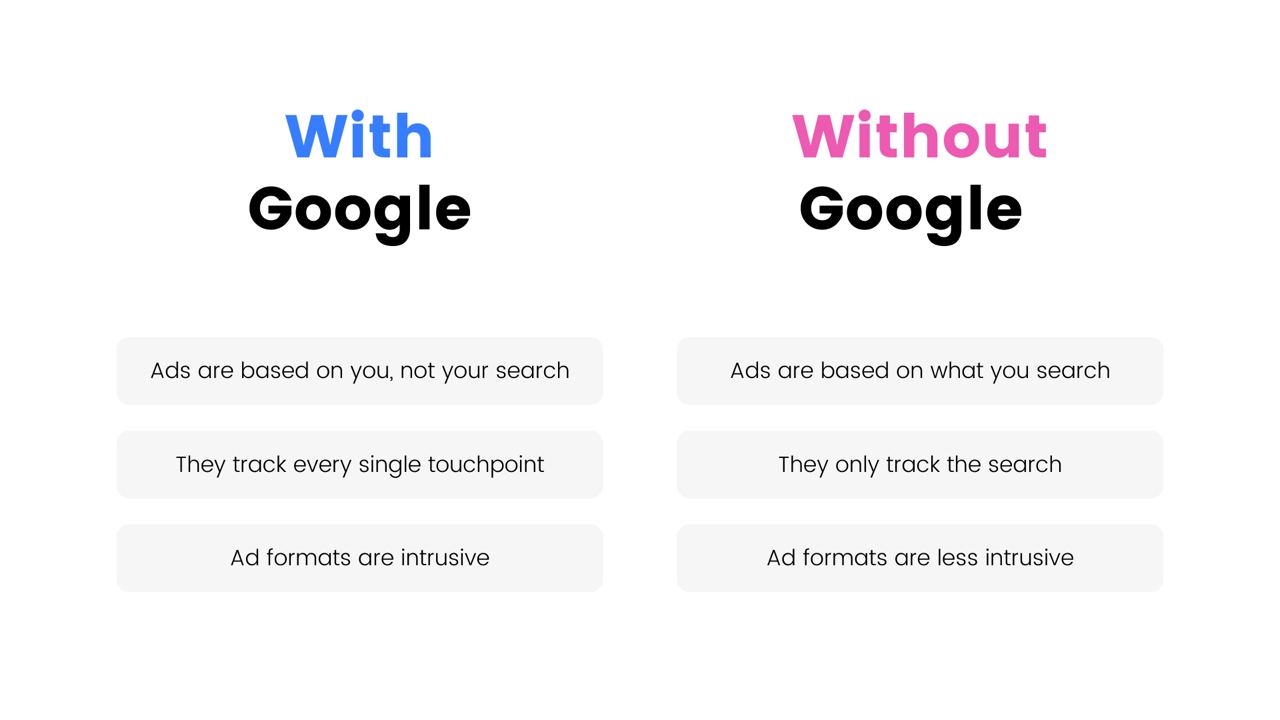 With
Google
Ads are based on you, not your search
They track every single touchpoint
Ad formats are intrusive
Without
Google
Ads are based on what you search
They only track the search
Ad formats are less intrusive